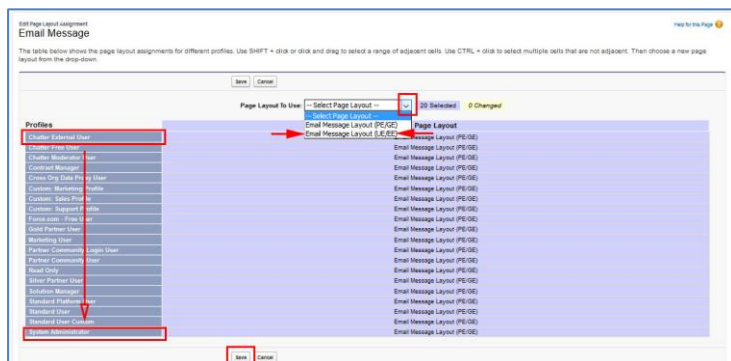 Edit Page Layout Assignment
Email Message
Help for this Page
The table below shows the page layout assignments for different profiles. Use SHIFT + click or click and drag to select a range of adjacent cells. Use CTRL + click to select multiple cells that are not adjacent. Then choose a new page
layout from the drop-down.
Save Cancel
Page Layout To Use: -- Select Page Layout -- 20 Selected 0 Changed
-- Select Page Layout --
Email Message Layout (PE/GE)
Email Message Layout (UE/EE)
Profiles Page Layout
Chatter External User Email Message Layout (PE/GE)
Chatter Free User Email Message Layout (PE/GE)
Chatter Moderator User Email Message Layout (PE/GE)
Contract Manager Email Message Layout (PE/GE)
Cross Org Data Proxy User Email Message Layout (PE/GE)
Custom: Marketing Profile Email Message Layout (PE/GE)
Custom: Sales Profile Email Message Layout (PE/GE)
Custom: Support Profile Email Message Layout (PE/GE)
Force.com - Free User Email Message Layout (PE/GE)
Gold Partner User Email Message Layout (PE/GE)
Marketing User Email Message Layout (PE/GE)
Partner Community Login User Email Message Layout (PE/GE)
Partner Community User Email Message Layout (PE/GE)
Read Only Email Message Layout (PE/GE)
Silver Partner User Email Message Layout (PE/GE)
Solution Manager Email Message Layout (PE/GE)
Standard Platform User Email Message Layout (PE/GE)
Standard User Email Message Layout (PE/GE)
Standard User Custom Email Message Layout (PE/GE)
System Administrator Email Message Layout (PE/GE)
Save Cancel